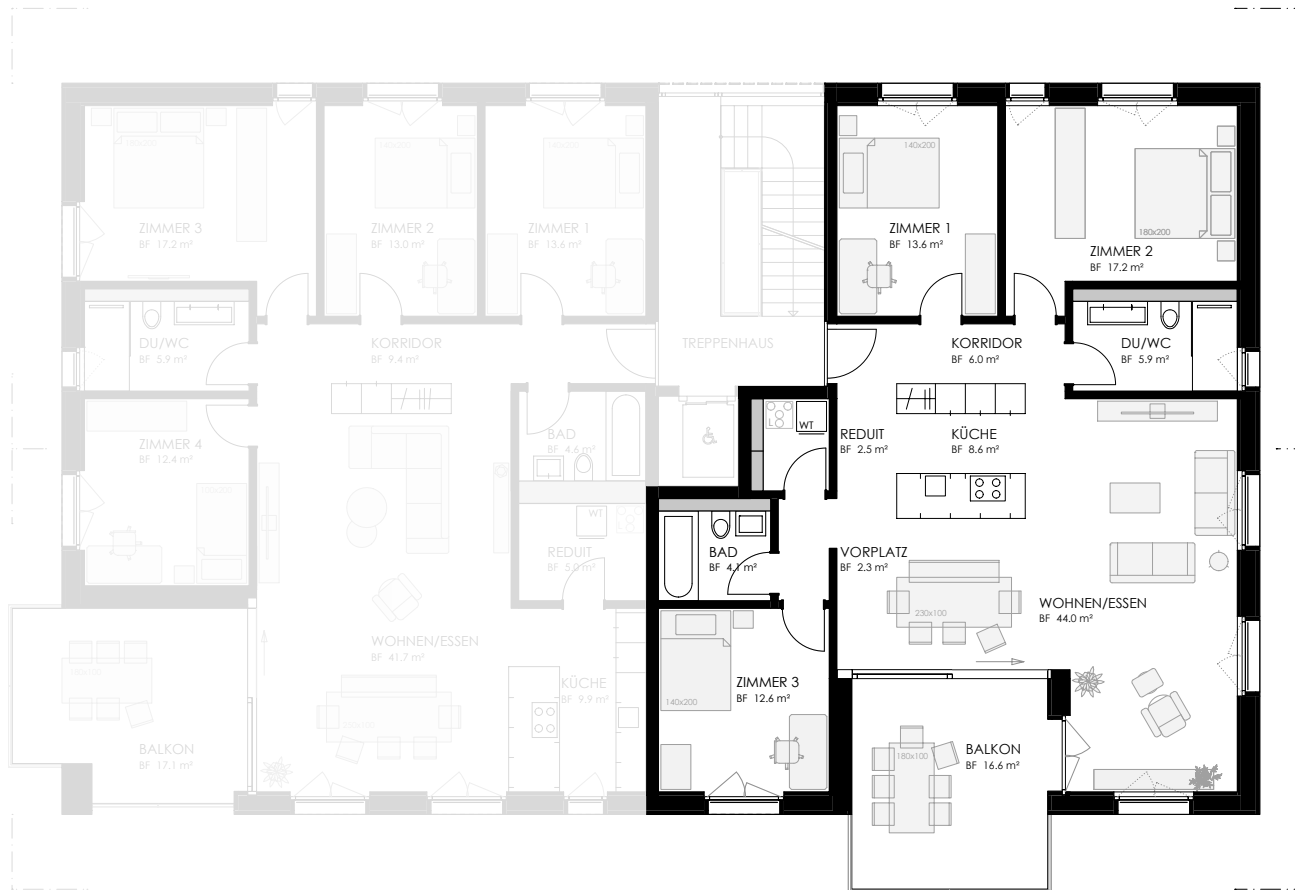 180x200
ZIMMER 3
BF 17.2 m²
140x200
ZIMMER 2
BF 13.0 m²
140x200
ZIMMER 1
BF 13.6 m²
140x200
ZIMMER 1
BF 13.6 m²
180x200
ZIMMER 2
BF 17.2 m²
DU/WC
BF 5.9 m²
KORRIDOR
BF 9.4 m²
TREPPENHAUS
KORRIDOR
BF 6.0 m²
DU/WC
BF 5.9 m²
ZIMMER 4
BF 12.4 m²
BAD
BF 4.6 m²
L
WT
REDUIT
BF 2.5 m²
KÜCHE
BF 8.6 m²
WT
REDUIT
BF 5.0 m²
BAD
BF 4.1 m²
VORPLATZ
BF 2.3 m²
230x100
WOHNEN/ESSEN
BF 44.0 m²
WOHNEN/ESSEN
BF 41.7 m²
KÜCHE
BF 9.9 m²
140x200
ZIMMER 3
BF 12.6 m²
BALKON
BF 17.1 m²
180x100
BALKON
BF 16.6 m²